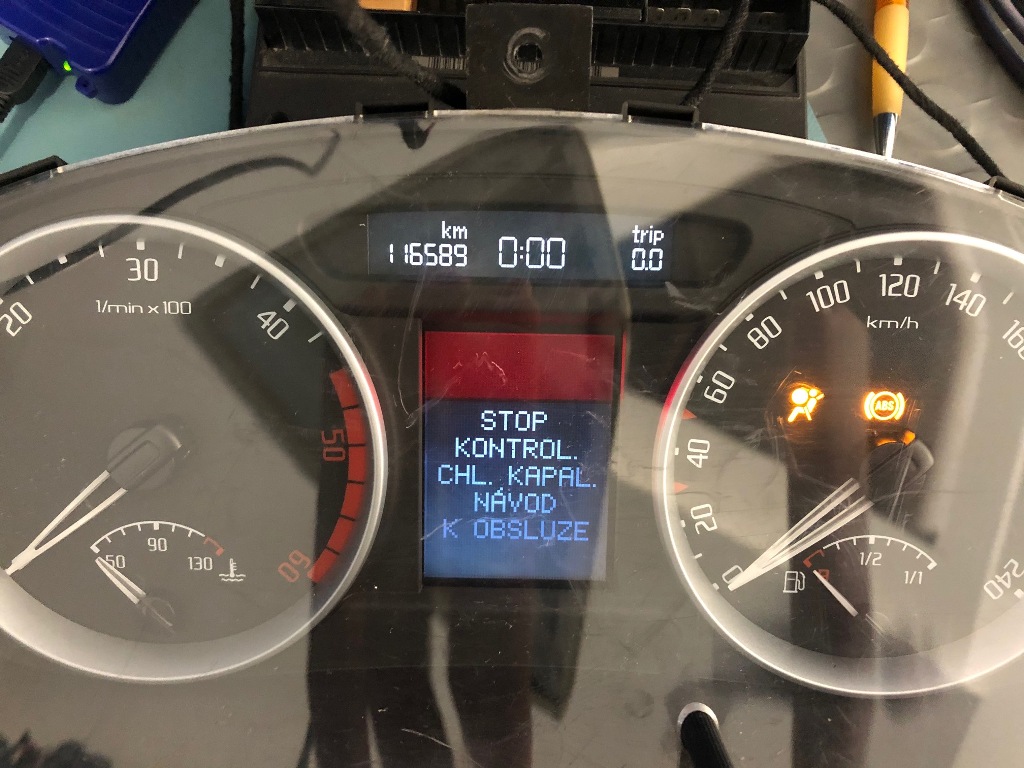 km
116589 0:00
trip
0.0
20
30
40
50
60
1/min x 100
50
90
130
STOP
KONTROL.
CHL. KAPAL.
NÁVOD
K OBSLUZE
0
20
40
60
80
100
120
140
160
240
km/h
ABS
1/2
1/1